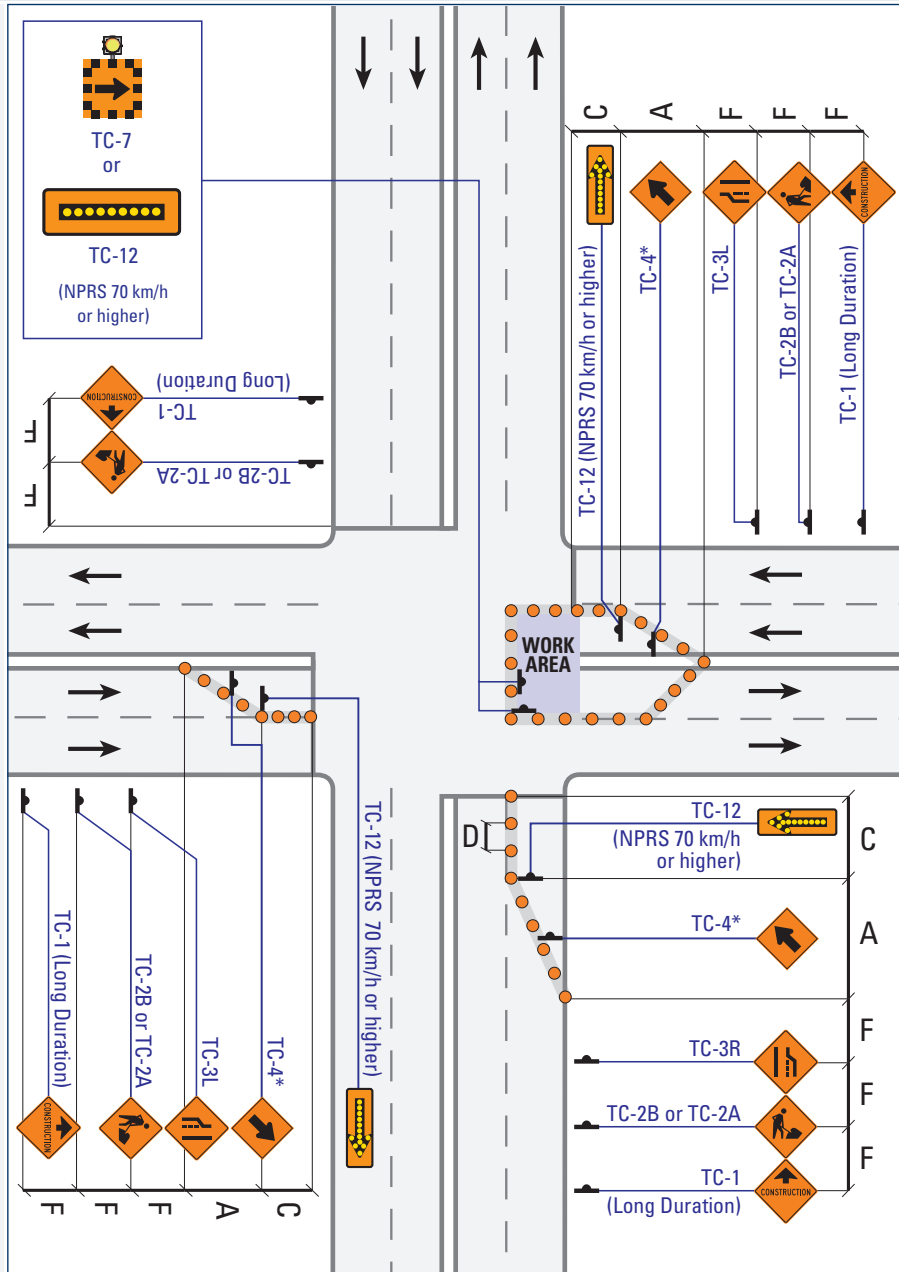 TC-7
or
TC-12
(NPRS 70 km/h
or higher)
C
A
F
F
F
CONSTRUCTION
TC-12 (NPRS 70 km/h or higher)
TC-4*
TC-3L
TC-2B or TC-2A
TC-1 (Long Duration)
CONSTRUCTION
TC-1
(Long Duration)
TC-2B or TC-2A
F
F
WORK
AREA
D
TC-12
(NPRS 70 km/h
or higher)
C
TC-4*
A
TC-3R
F
TC-2B or TC-2A
F
TC-1
(Long Duration)
CONSTRUCTION
F
TC-12 (NPRS 70 km/h or higher)
TC-1 (Long Duration)
TC-2B or TC-2A
TC-3L
TC-4*
CONSTRUCTION
F
F
F
A
C